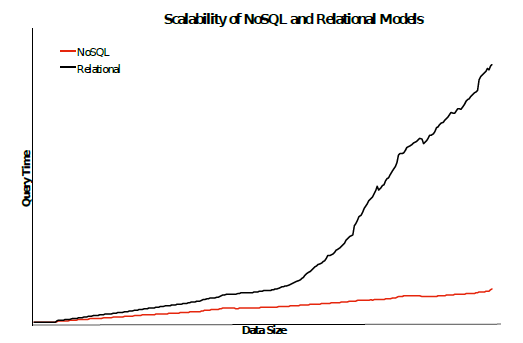 Scalability of NoSQL and Relational Models
NoSQL
Relational
Query Time
Data Size